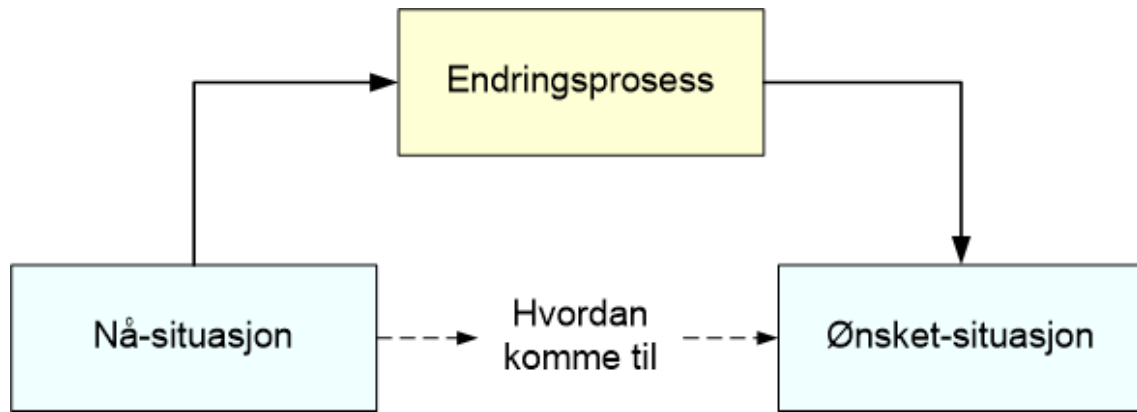 Endringsprosess
Nå-situasjon
Hvordan
komme til
Ønsket-situasjon